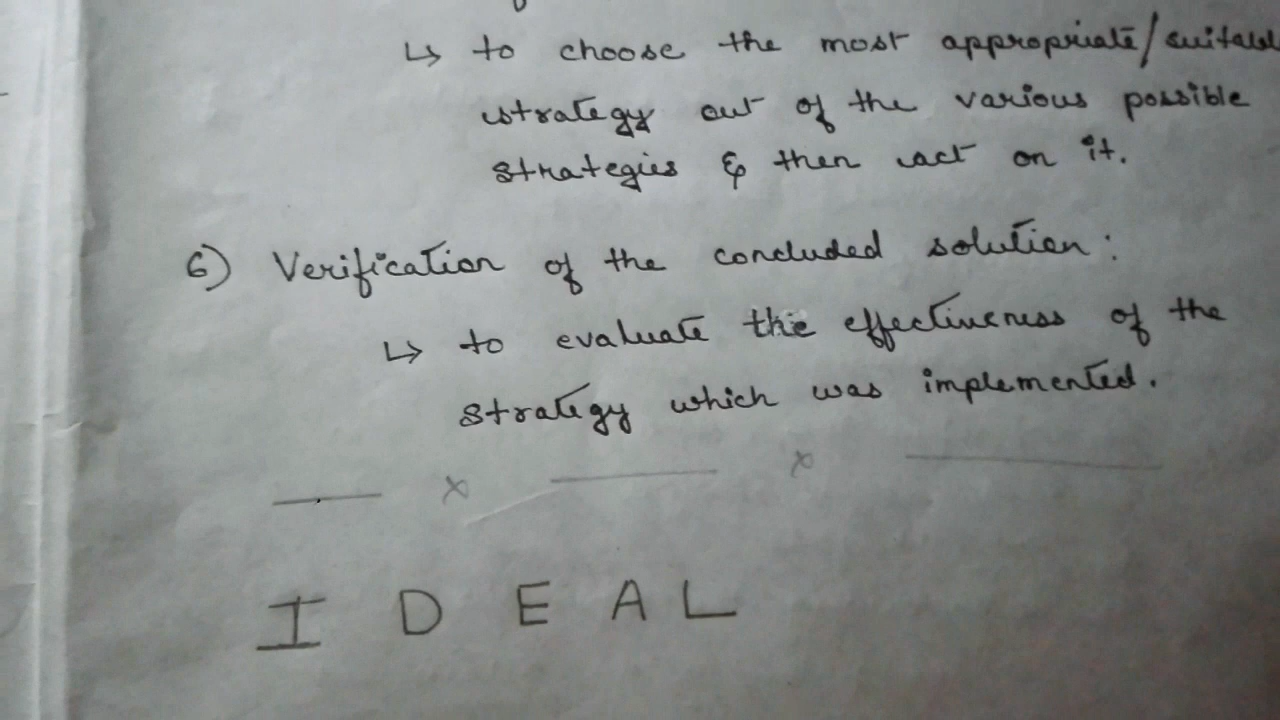 ↳ to choose the most appropriate/suitable
strategy out of the various possible
strategies & then act on it.
6) Verification of the concluded solution:
↳ to evaluate the effectiveness of the
strategy which was implemented.
— x — x —
I D E A L